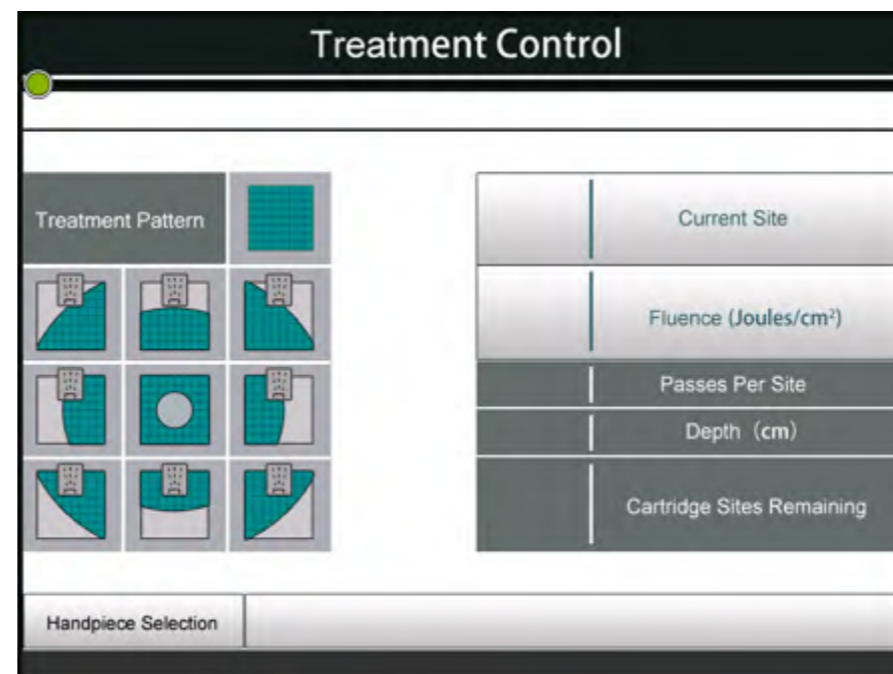 Treatment Control
Treatment Pattern
Current Site
Fluence (Joules/cm²)
Passes Per Site
Depth（cm）
Cartridge Sites Remaining
Handpiece Selection